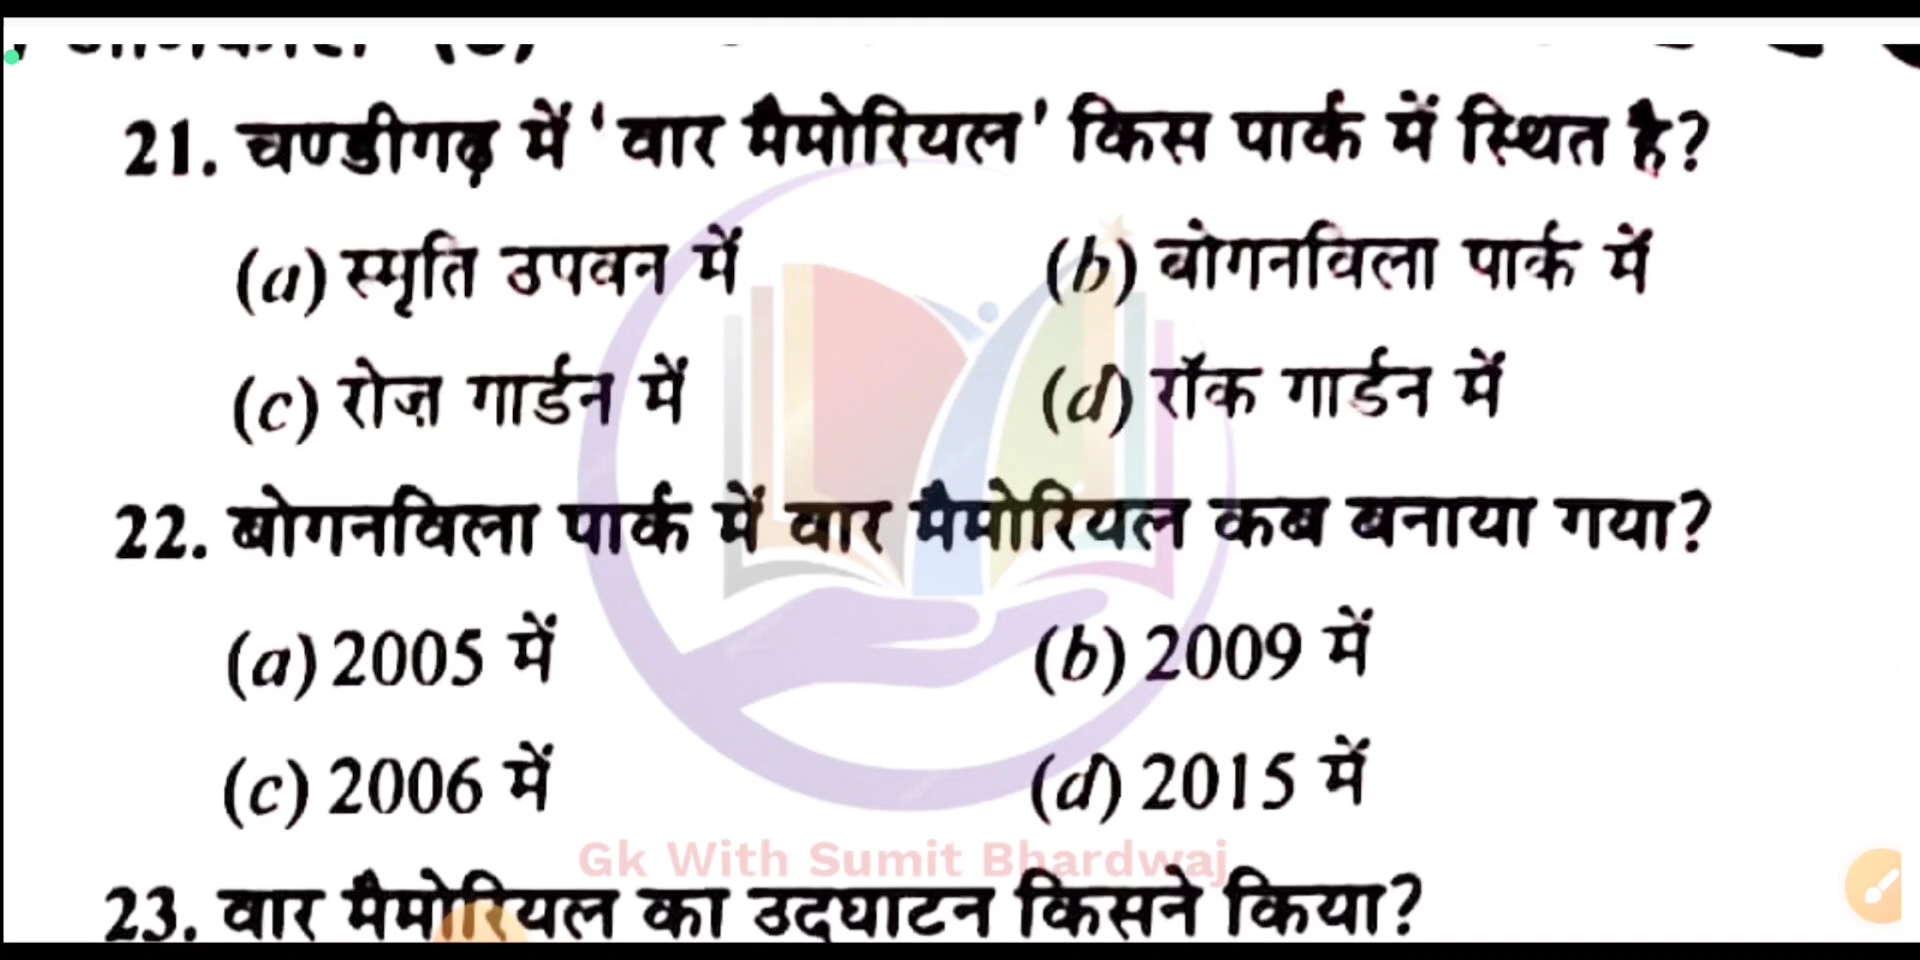 21. चण्डीगढ़ में 'वार मैमोरियल' किस पार्क में स्थित है?
(a) स्मृति उपवन में (b) बोगनविला पार्क में
(c) रोज़ गार्डन में (d) रॉक गार्डन में
22. बोगनविला पार्क में वार मैमोरियल कब बनाया गया?
(a) 2005 में (b) 2009 में
(c) 2006 में (d) 2015 में
Gk With Sumit Bhardwaj
23. वार मैमोरियल का उद्घाटन किसने किया?